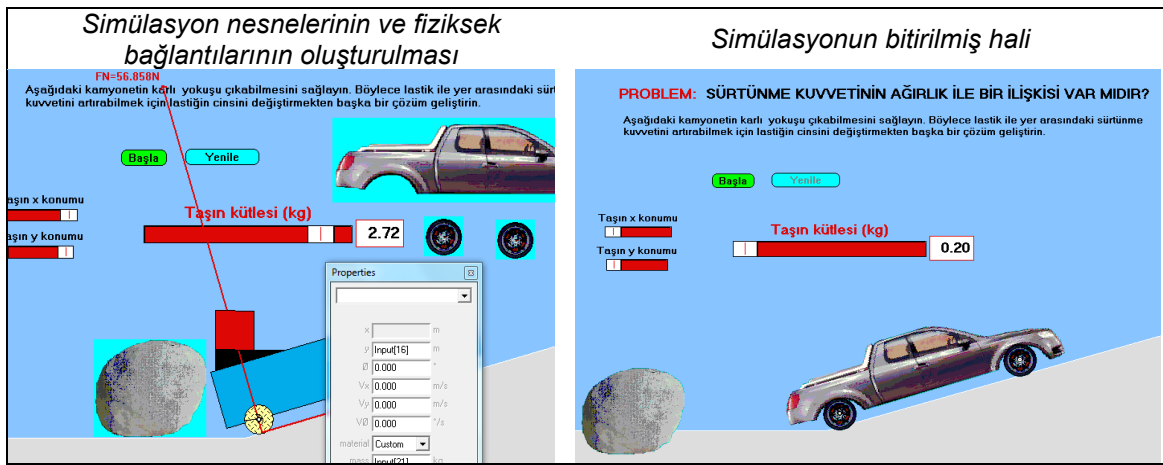 Simülasyon nesnelerinin ve fiziksek
bağlantılarının oluşturulması
FN=56.858N
Aşağıdaki kamyonetin karlı yokuşu çıkabilmesini sağlayın. Böylece lastik ile yer arasındaki sürt
kuvvetini artırabilmek için lastiğin cinsini değiştirmekten başka bir çözüm geliştirin.
Başla
Yenile
aşın x konumu
aşın y konumu
Taşın kütlesi (kg)
2.72
Properties
x m
y Input[16] m
Ø 0.000 °
Vx 0.000 m/s
Vy 0.000 m/s
VØ 0.000 °/s
material Custom
mass Input[21] kg
Simülasyonun bitirilmiş hali
PROBLEM: SÜRTÜNME KUVVETİNİN AĞIRLIK İLE BİR İLİŞKİSİ VAR MIDIR?
Aşağıdaki kamyonetin karlı yokuşu çıkabilmesini sağlayın. Böylece lastik ile yer arasındaki sürtünme
kuvvetini artırabilmek için lastiğin cinsini değiştirmekten başka bir çözüm geliştirin.
Başla
Yenile
Taşın x konumu
Taşın y konumu
Taşın kütlesi (kg)
0.20